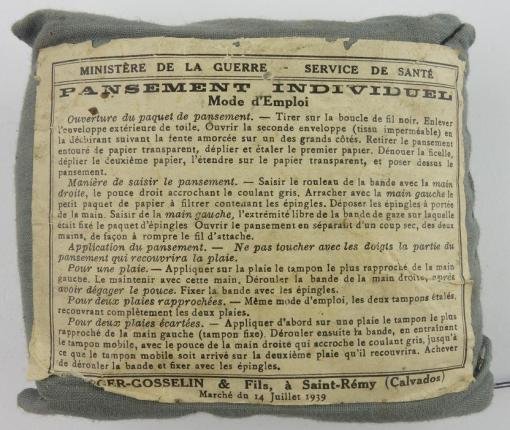 MINISTÈRE DE LA GUERRE - SERVICE DE SANTÉ
PANSEMENT INDIVIDUEL
Mode d'Emploi
Ouverture du paquet de pansement. — Tirer sur la boucle de fil noir. Enlever
l'enveloppe extérieure de toile. Ouvrir la seconde enveloppe (tissu imperméable) en
la déchirant suivant la fente amorcée sur un des grands côtés. Retirer le pansement
entouré de papier transparent, déplier et étaler le premier papier. Dénouer la ficelle,
déplier le deuxième papier, l'étendre sur le papier transparent, et poser dessus le
pansement.
Manière de saisir le pansement. — Saisir le rouleau de la bande avec la main
droite, le pouce droit accrochant le coulant gris. Arracher avec la main gauche le
petit paquet de papier à filtrer contenant les épingles. Déposer les épingles à portée
de la main. Saisir de la main gauche, l'extrémité libre de la bande de gaze sur laquelle
était fixé le paquet d'épingles Ouvrir le pansement en séparant d'un coup sec, des deux
mains, de façon à rompre le fil d'attache.
Application du pansement. — Ne pas toucher avec les doigts la partie du
pansement qui recouvrira la plaie.
Pour une plaie. — Appliquer sur la plaie le tampon le plus rapproché de la main
gauche. Le maintenir avec cette main. Dérouler la bande de la main droite, après
avoir dégager le pouce. Fixer la bande avec les épingles.
Pour deux plaies rapprochées. — Même mode d'emploi, les deux tampons étalés,
recouvrant complètement les deux plaies.
Pour deux plaies écartées. — Appliquer d'abord sur une plaie le tampon le plus
rapproché de la main gauche (tampon fixe). Dérouler ensuite la bande, en entraînant
le tampon mobile, avec le pouce de la main droite qui accroche le coulant gris, jusqu'à
ce que le tampon mobile soit arrivé sur la deuxième plaie qu'il recouvrira. Achever
de dérouler la bande et fixer avec les épingles.
GER-GOSSELIN & Fils, à Saint-Rémy (Calvados)
Marché du 14 Juillet 1939